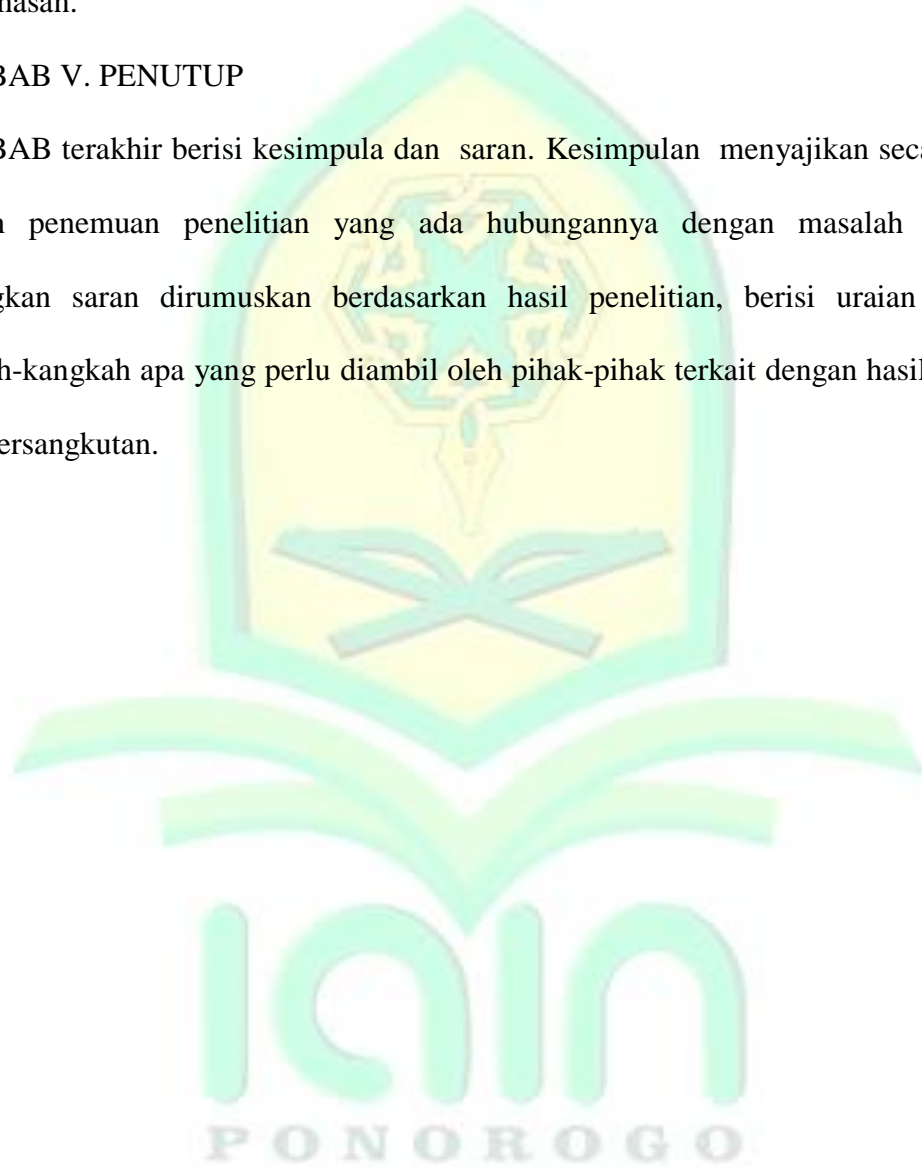 hasan.
BAB V. PENUTUP
BAB terakhir berisi kesimpula dan saran. Kesimpulan menyajikan seca
penemuan penelitian yang ada hubungannya dengan masalah
gkan saran dirumuskan berdasarkan hasil penelitian, berisi uraian
h-kangkah apa yang perlu diambil oleh pihak-pihak terkait dengan hasil
ersangkutan.
iain
PONOROGO